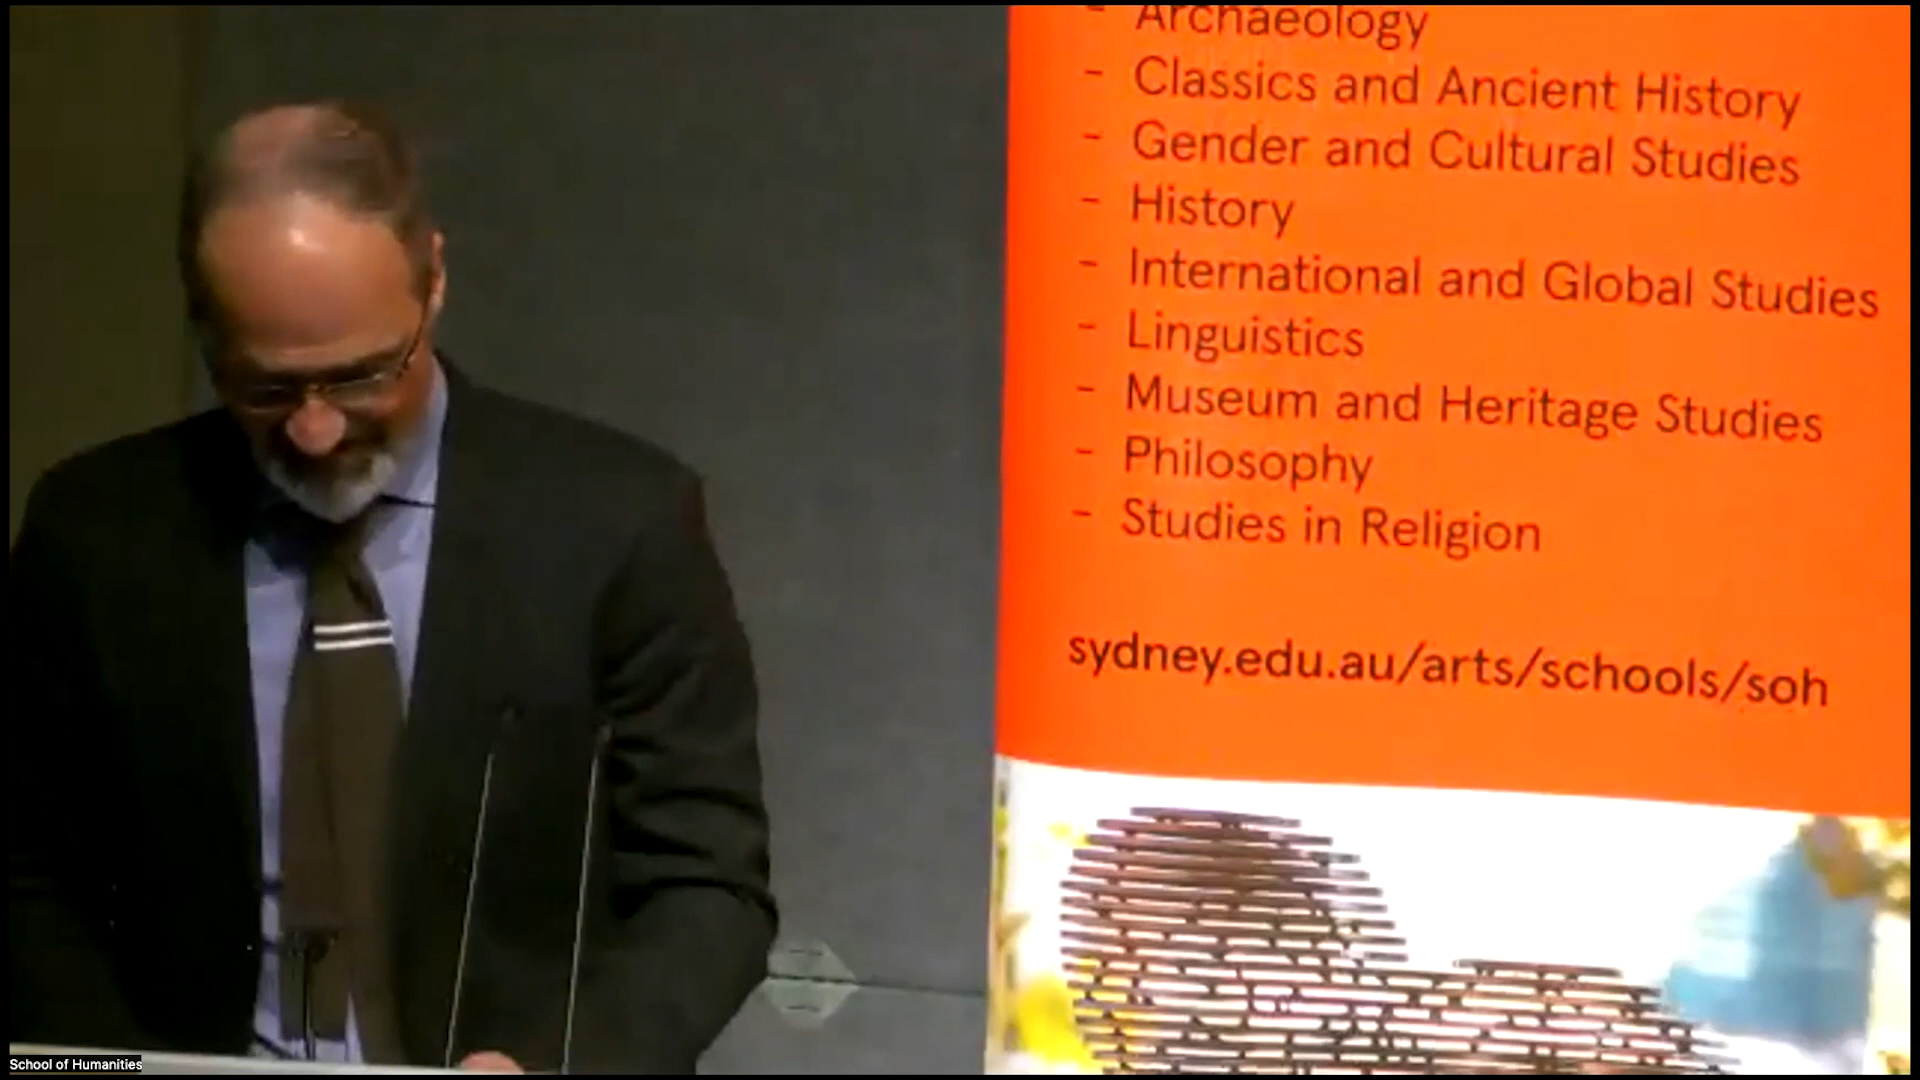 - Archaeology
- Classics and Ancient History
- Gender and Cultural Studies
- History
- International and Global Studies
- Linguistics
- Museum and Heritage Studies
- Philosophy
- Studies in Religion
sydney.edu.au/arts/schools/soh
School of Humanities